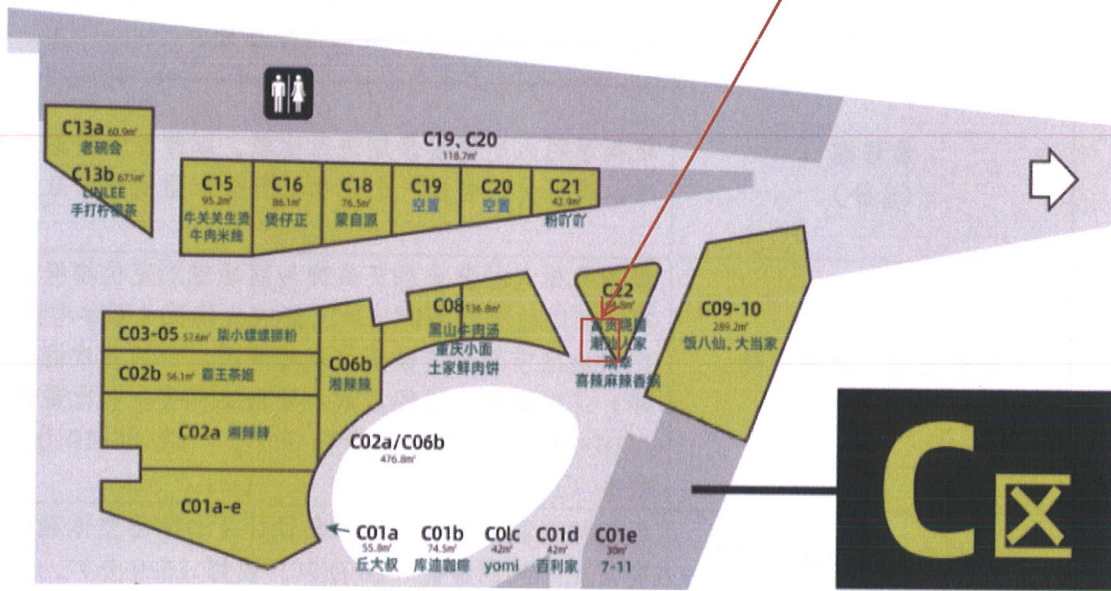 C13a 60.9㎡
老碗会
C13b 67.1㎡
LINLEE
手打柠檬茶
C19、C20
118.7㎡
C15
95.2㎡
牛关关生烫
牛肉米线
C16
86.1㎡
煲仔正
C18
76.5㎡
蒙自源
C19
空置
C20
空置
C21
42.9㎡
粉吖吖
C03-05 57.6㎡ 柒小螺螺狮粉
C02b 56.1㎡ 霸王茶姬
C02a 湘辣辣
C06b
湘辣辣
C08 136.8㎡
黑山牛肉汤
重庆小面
土家鲜肉饼
C22
潮汕人家
喜辣麻辣香锅
C09-10
289.2㎡
饭八仙、大当家
C02a/C06b
476.8㎡
C01a-e
C01a
55.8㎡
丘大叔
C01b
74.5㎡
库迪咖啡
C0lc
42㎡
yomi
C01d
42㎡
百利家
C01e
30㎡
7-11
C区